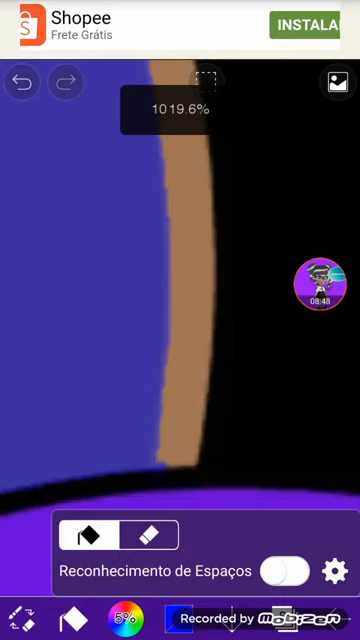 Shopee
Frete Grátis
INSTALA
1019.6%
08:48
Reconhecimento de Espaços
5%
Recorded by mobizen